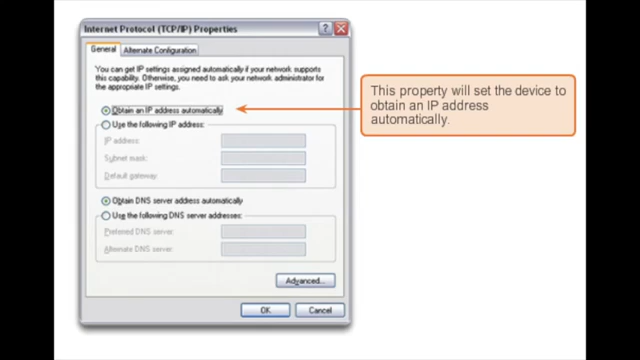 Internet Protocol (TCP/IP) Properties
General
Alternate Configuration
You can get IP settings assigned automatically if your network supports
this capability. Otherwise, you need to ask your network administrator for
the appropriate IP settings.
Obtain an IP address automatically
Use the following IP address:
IP address:
Subnet mask:
Default gateway:
Obtain DNS server address automatically
Use the following DNS server addresses:
Preferred DNS server:
Alternate DNS server:
Advanced...
OK
Cancel
This property will set the device to
obtain an IP address
automatically.